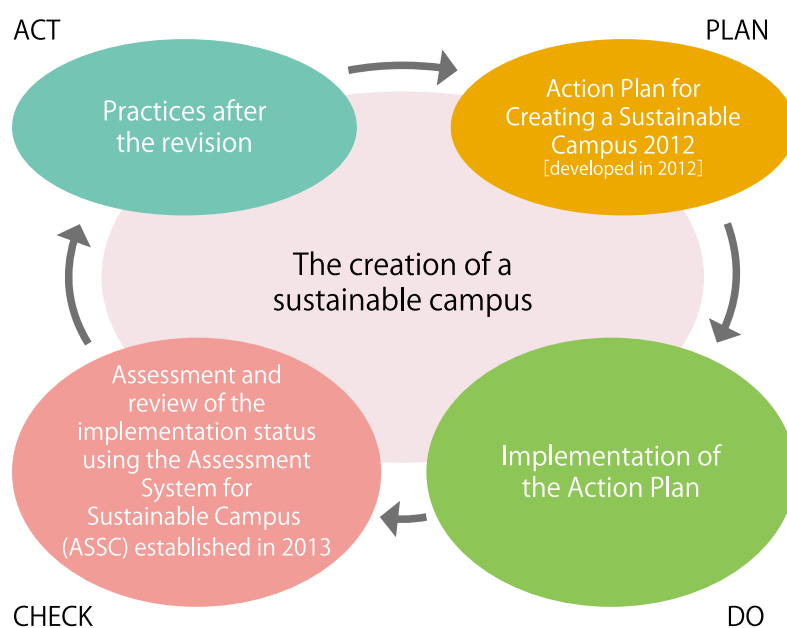 ACT
PLAN
Practices after
the revision
Action Plan for
Creating a Sustainable
Campus 2012
[developed in 2012]
The creation of a
sustainable campus
Assessment and
review of the
implementation status
using the Assessment
System for
Sustainable Campus
(ASSC) established in 2013
Implementation of
the Action Plan
CHECK
DO